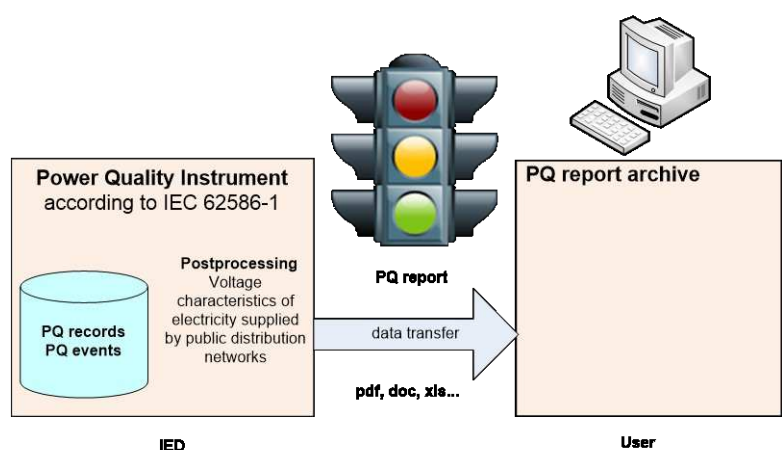 Power Quality Instrument
according to IEC 62586-1
Postprocessing
Voltage
characteristics of
electricity supplied
by public distribution
networks
PQ records
PQ events
IED
PQ report
data transfer
pdf, doc, xls...
PQ report archive
User